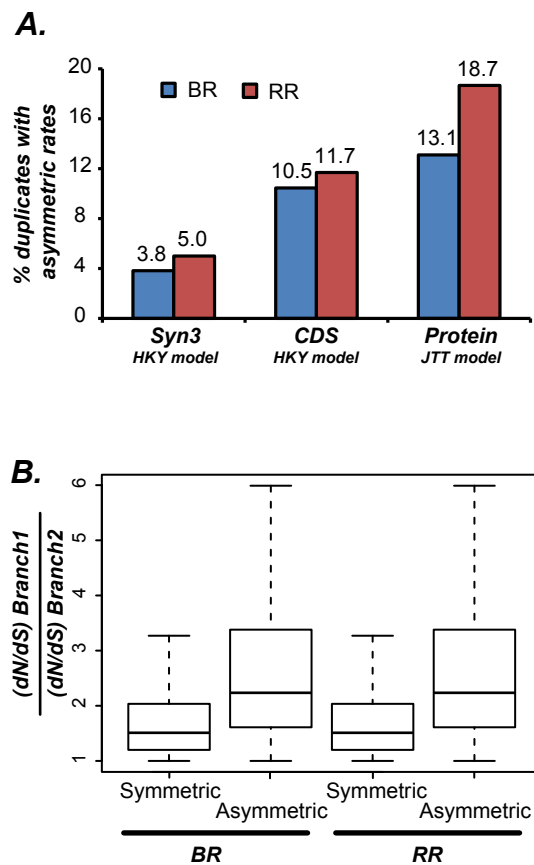 A.
% duplicates with
asymmetric rates
20
16
12
8
4
0
BR
RR
3.8
5.0
10.5
11.7
13.1
18.7
Syn3
HKY model
CDS
HKY model
Protein
JTT model
B.
(dN/dS) Branch1
(dN/dS) Branch2
6
5
4
3
2
1
Symmetric
Asymmetric
Symmetric
Asymmetric
BR
RR